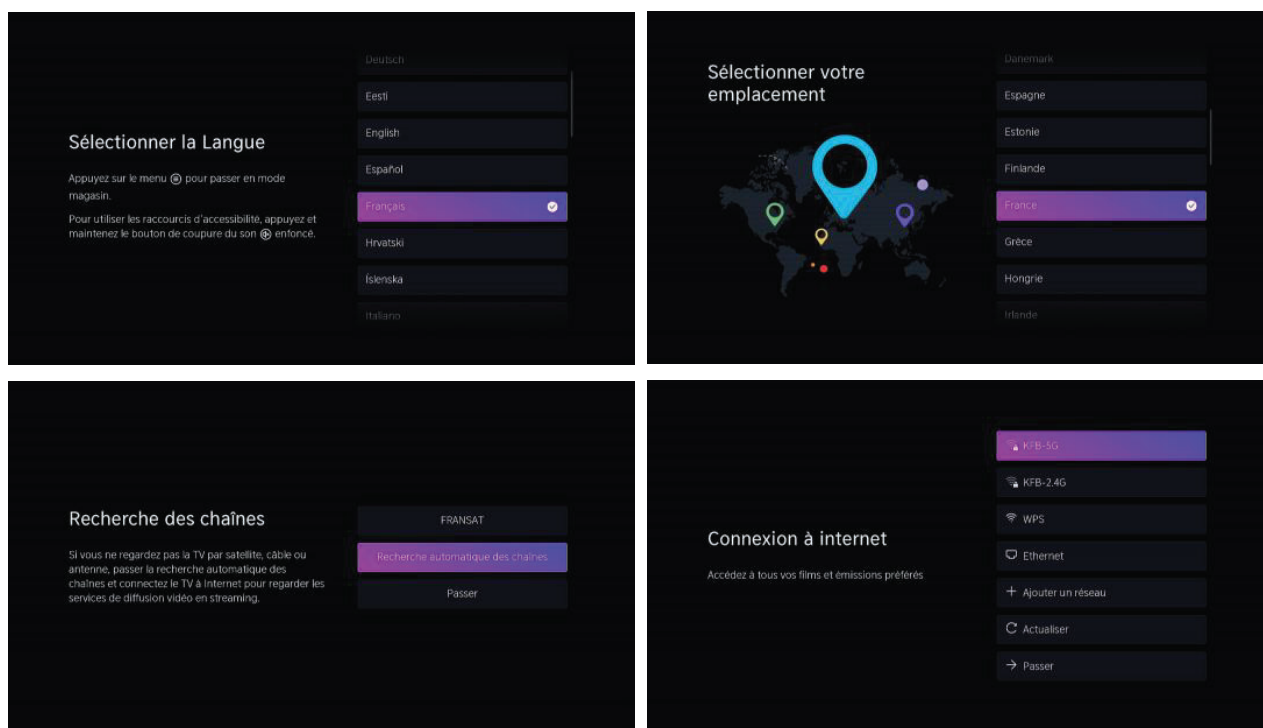 Sélectionner la Langue
Appuyez sur le menu pour passer en mode
magasin.
Pour utiliser les raccourcis d'accessibilité, appuyez et
maintenez le bouton de coupure du son enfoncé.
Deutsch
Eesti
English
Español
Français
Hrvatski
Íslenska
Italiano
Sélectionner votre
emplacement
Danemark
Espagne
Estonie
Finlande
France
Grèce
Hongrie
Irlande
Recherche des chaînes
Si vous ne regardez pas la TV par satellite, câble ou
antenne, passer la recherche automatique des
chaînes et connectez le TV à Internet pour regarder les
services de diffusion vidéo en streaming.
FRANSAT
Recherche automatique des chaînes
Passer
Connexion à internet
Accédez à tous vos films et émissions préférés
KFB-5G
KFB-2.4G
WPS
Ethernet
Ajouter un réseau
Actualiser
Passer